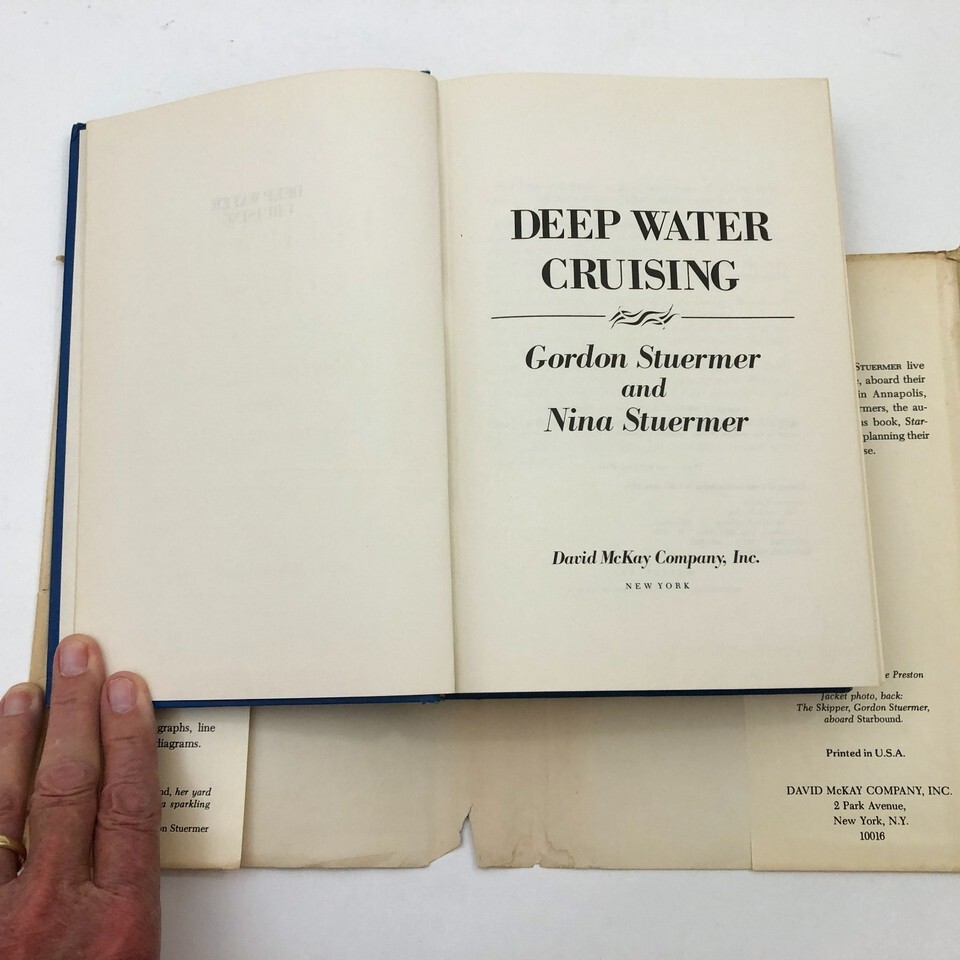 DEEP WATER
CRUISING
Gordon Stuermer
and
Nina Stuermer
David McKay Company, Inc.
NEW YORK
STUERMER live
, aboard their
in Annapolis,
rmers, the au-
s book, Star-
planning their
se.
e Preston
Jacket photo, back:
The Skipper, Gordon Stuermer,
aboard Starbound.
Printed in U.S.A.
DAVID McKAY COMPANY, INC.
2 Park Avenue,
New York, N.Y.
10016
graphs, line
diagrams.
nd, her yard
a sparkling
on Stuermer